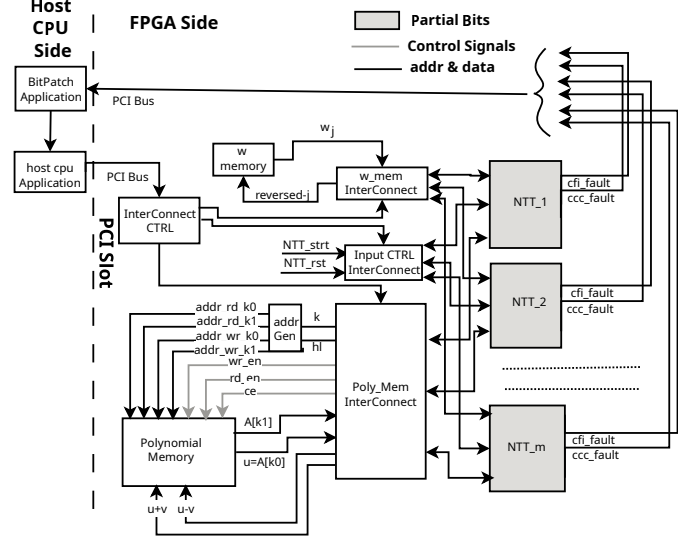 Host
CPU
Side
FPGA Side
Partial Bits
Control Signals
addr & data
BitPatch
Application
PCI Bus
host cpu
Application
PCI Bus
w
memory
wj
w_mem
InterConnect
reversed-j
InterConnect
CTRL
PCI Slot
NTT_strt
NTT_rst
Input CTRL
InterConnect
NTT_1
cfi_fault
ccc_fault
NTT_2
cfi_fault
ccc_fault
NTT_m
cfi_fault
ccc_fault
addr_rd_k0
addr_rd_k1
addr_wr_k0
addr_wr_k1
addr
Gen
k
hl
wr_en
rd_en
ce
Poly_Mem
InterConnect
Polynomial
Memory
A[k1]
u=A[k0]
u+v
u-v